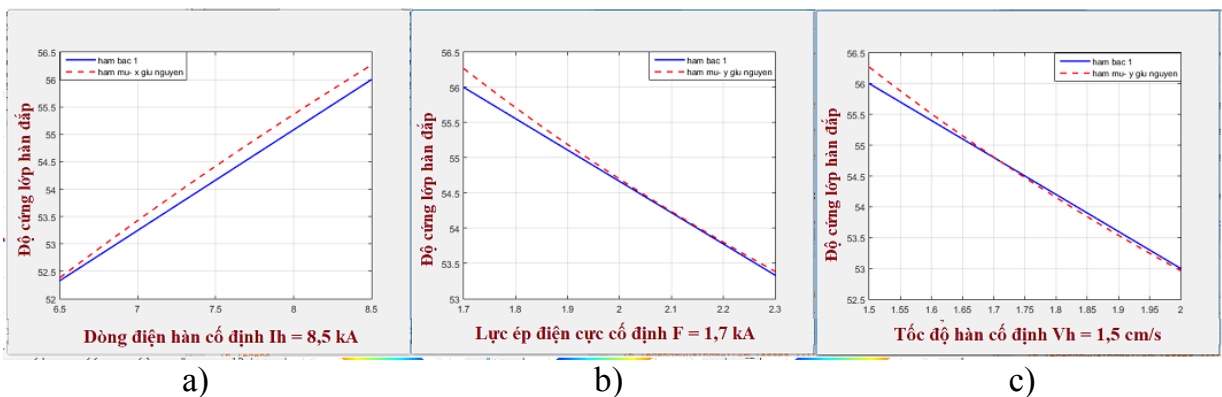 56.5
56
55.5
55
54.5
54
53.5
53
52.5
52
6.5 7 7.5 8 8.5
ham bac 1
ham mu- x giu nguyen
Độ cứng lớp hàn đắp
Dòng điện hàn cố định Ih = 8,5 kA
a)
56.5
56
55.5
55
54.5
54
53.5
53
1.7 1.8 1.9 2 2.1 2.2 2.3
ham bac 1
ham mu- y giu nguyen
Độ cứng lớp hàn đắp
Lực ép điện cực cố định F = 1,7 kA
b)
56.5
56
55.5
55
54.5
54
53.5
53
52.5
1.5 1.55 1.6 1.65 1.7 1.75 1.8 1.85 1.9 1.95 2
ham bac 1
ham mu- y giu nguyen
Độ cứng lớp hàn đắp
Tốc độ hàn cố định Vh = 1,5 cm/s
c)